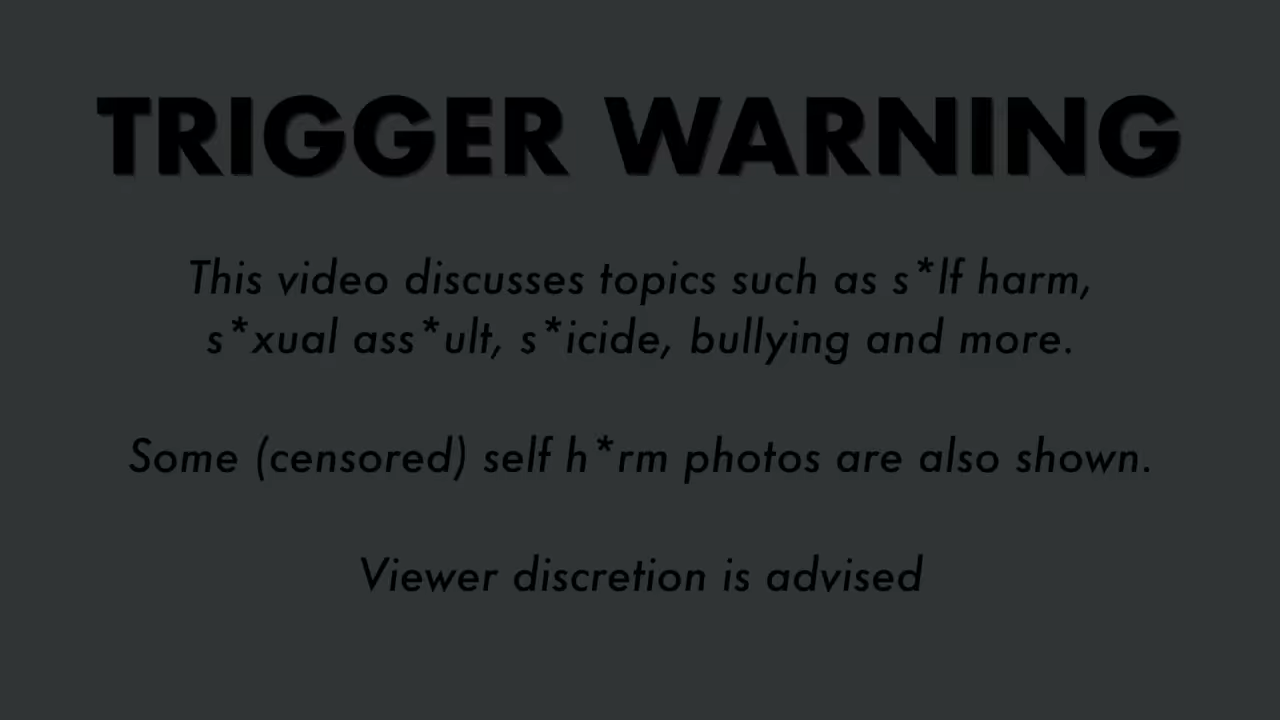 TRIGGER WARNING
This video discusses topics such as s*lf harm,
s*xual ass*ult, s*icide, bullying and more.
Some (censored) self h*rm photos are also shown.
Viewer discretion is advised